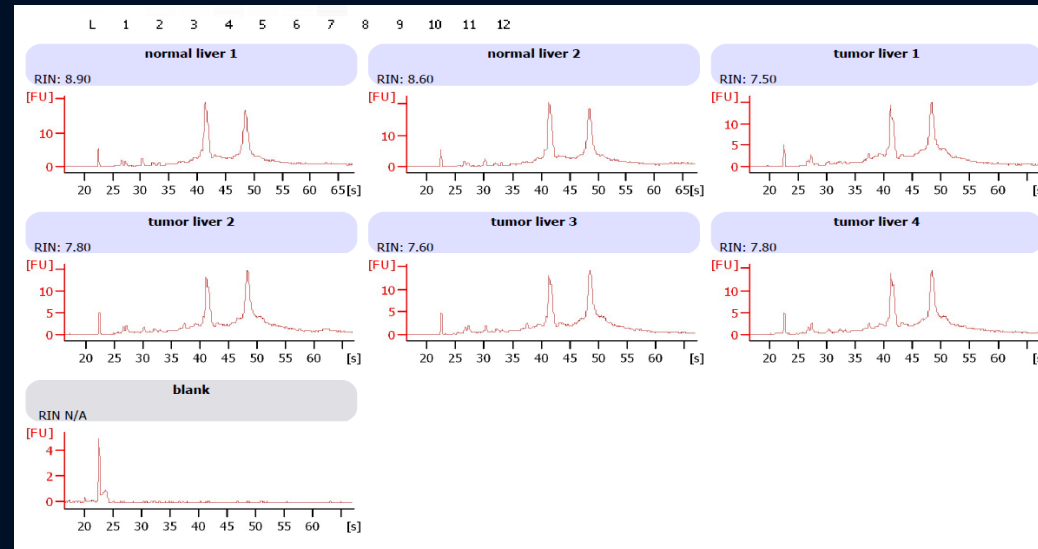 L 1 2 3 4 5 6 7 8 9 10 11 12
normal liver 1 normal liver 2 tumor liver 1
RIN: 8.90 RIN: 8.60 RIN: 7.50
[FU] [FU] [FU]
10 10 10
5
0 0 0
20 25 30 35 40 45 50 55 60 65[s] 20 25 30 35 40 45 50 55 60 65[s] 20 25 30 35 40 45 50 55 60 [s]
tumor liver 2 tumor liver 3 tumor liver 4
RIN: 7.80 RIN: 7.60 RIN: 7.80
[FU] [FU] [FU]
10 10 10
5 5 5
0 0 0
20 25 30 35 40 45 50 55 60 [s] 20 25 30 35 40 45 50 55 60 [s] 20 25 30 35 40 45 50 55 60 [s]
blank
RIN N/A
[FU]
4
2
0
20 25 30 35 40 45 50 55 60 [s]